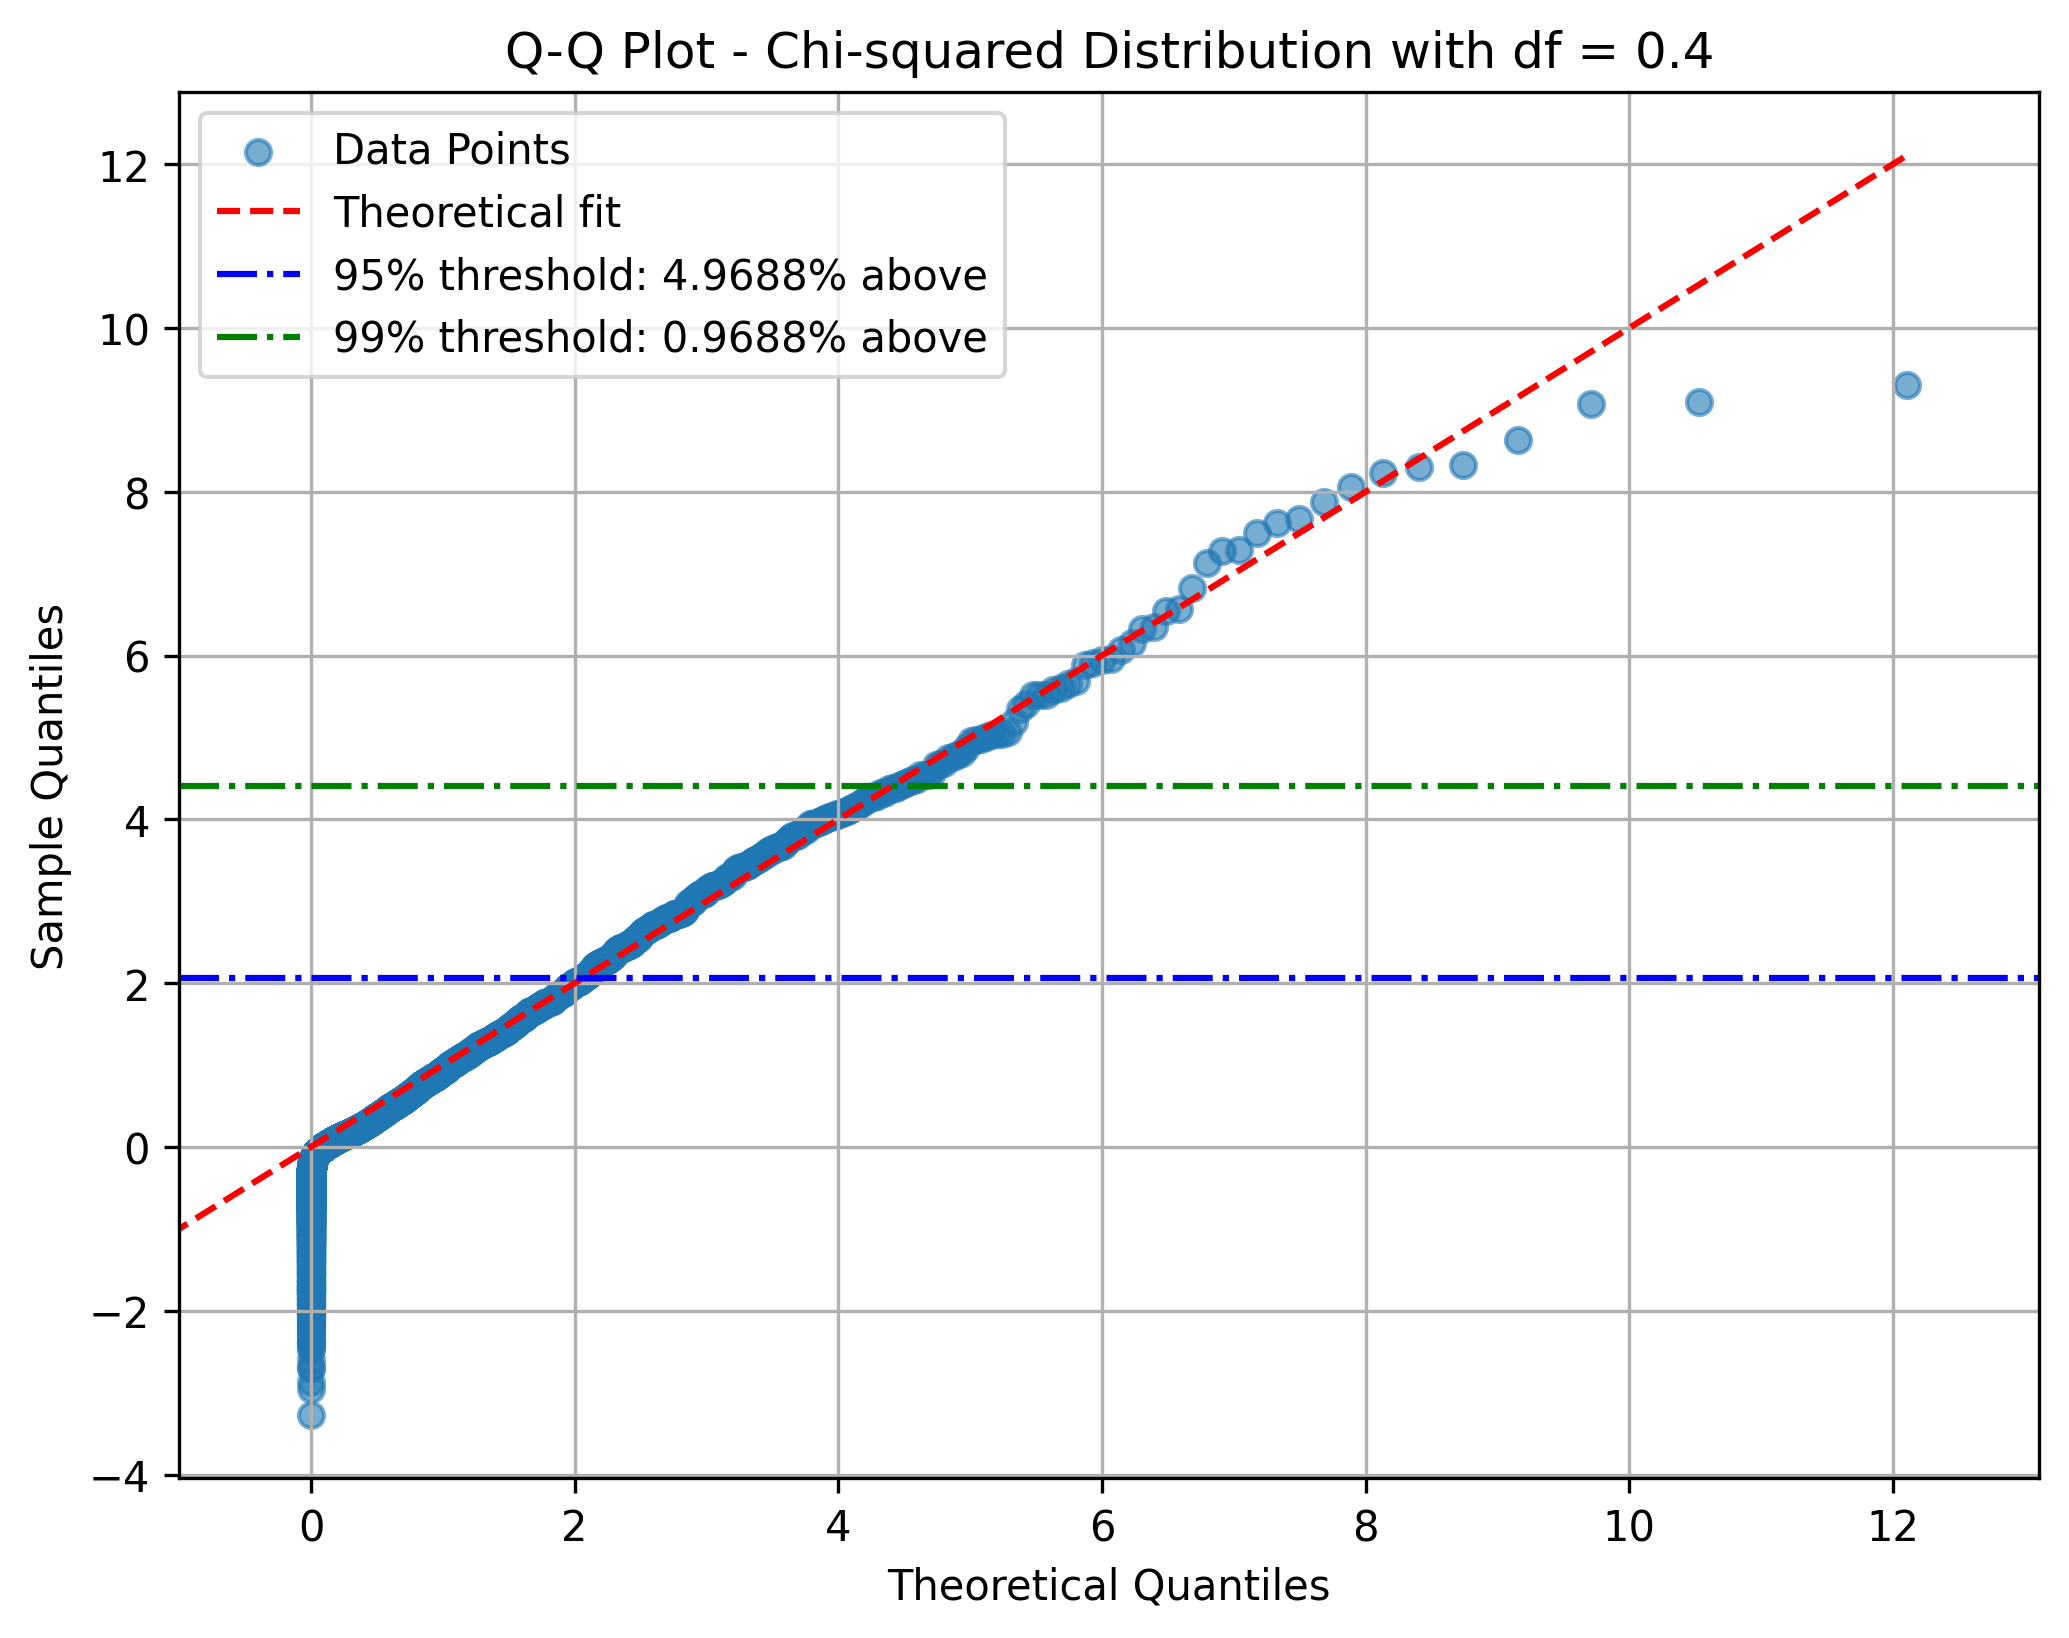 Q-Q Plot - Chi-squared Distribution with df = 0.4
Data Points
Theoretical fit
95% threshold: 4.9688% above
99% threshold: 0.9688% above
12
10
8
6
4
2
0
−2
−4
Sample Quantiles
0 2 4 6 8 10 12
Theoretical Quantiles